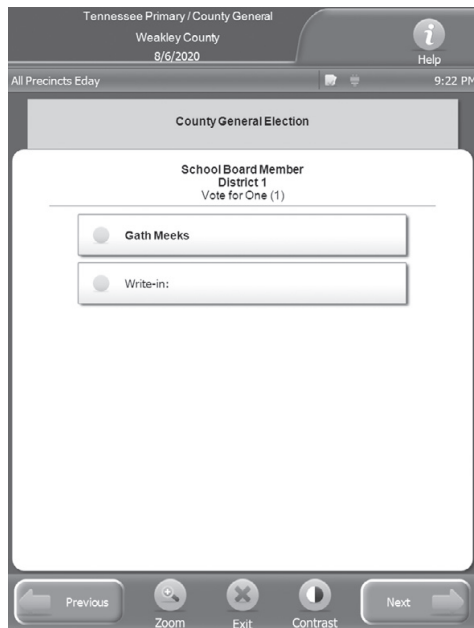 Tennessee Primary / County General
Weakley County
8/6/2020
Help
All Precincts Eday
9:22 PM
County General Election
School Board Member
District 1
Vote for One (1)
Gath Meeks
Write-in:
Previous
Zoom
Exit
Contrast
Next